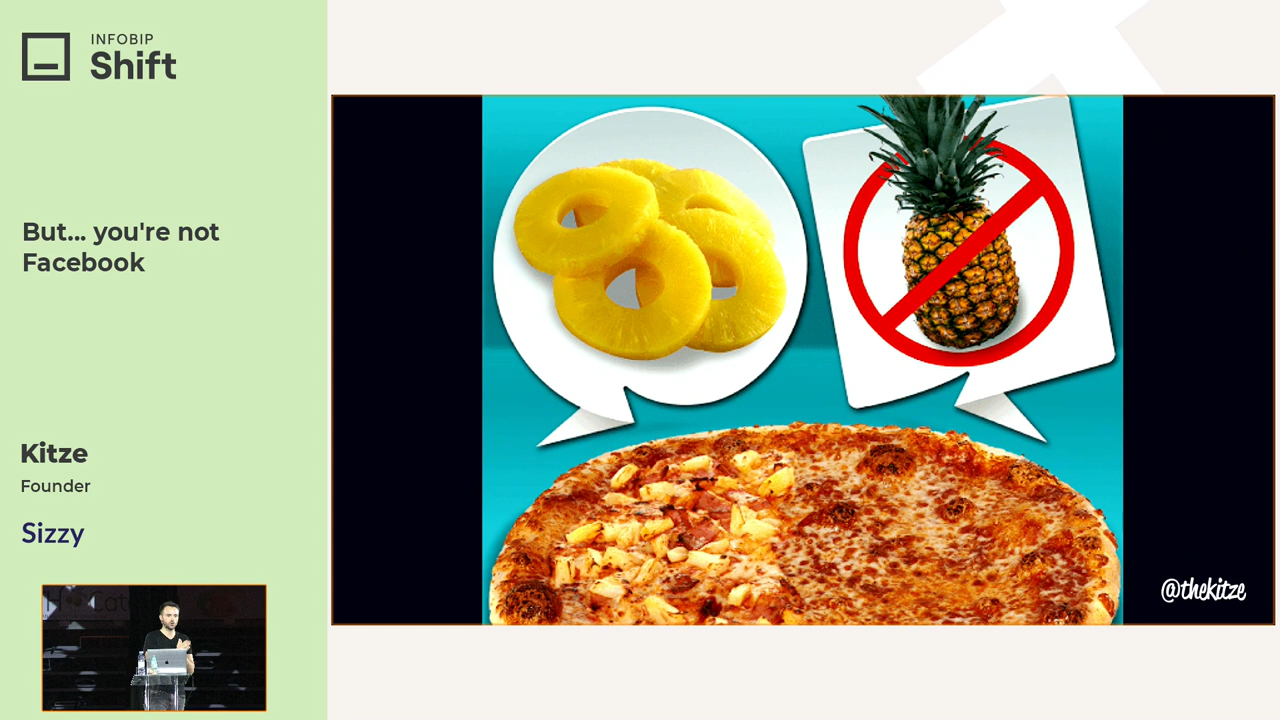 INFOBIP
Shift
But... you're not
Facebook
Kitze
Founder
Sizzy
@thekitze